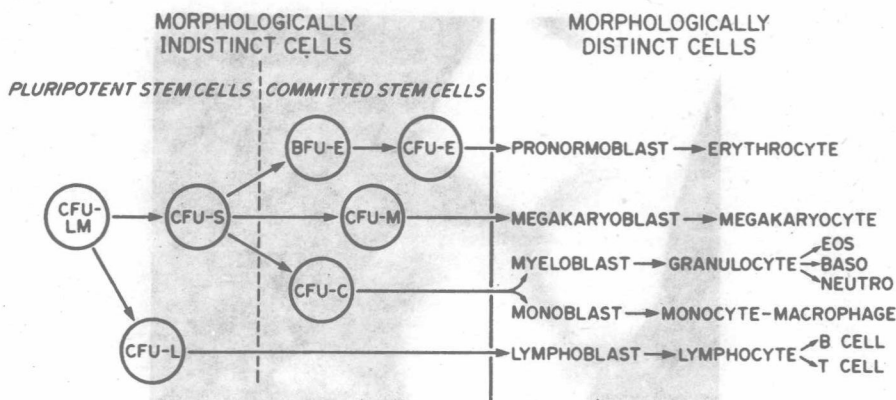 MORPHOLOGICALLY
INDISTINCT CELLS
MORPHOLOGICALLY
DISTINCT CELLS
PLURIPOTENT STEM CELLS
COMMITTED STEM CELLS
BFU-E
CFU-E
PRONORMOBLAST
ERYTHROCYTE
CFU-
LM
CFU-S
CFU-M
MEGAKARYOBLAST
MEGAKARYOCYTE
CFU-C
MYELOBLAST
GRANULOCYTE
EOS
BASO
NEUTRO
MONOBLAST
MONOCYTE-MACROPHAGE
CFU-L
LYMPHOBLAST
LYMPHOCYTE
B CELL
T CELL